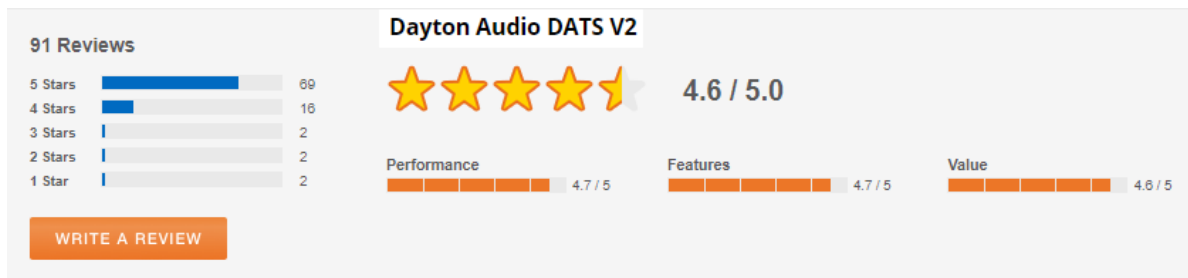 91 Reviews
5 Stars 69
4 Stars 16
3 Stars 2
2 Stars 2
1 Star 2
WRITE A REVIEW
Dayton Audio DATS V2
4.6 / 5.0
Performance
4.7 / 5
Features
4.7 / 5
Value
4.6 / 5